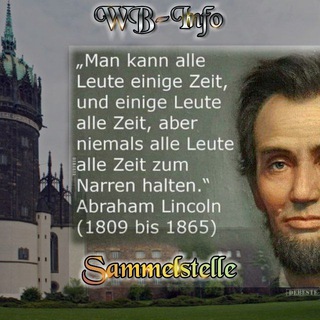 WB-Info
„Man kann alle
Leute einige Zeit,
und einige Leute
alle Zeit, aber
niemals alle Leute
alle Zeit zum
Narren halten.“
Abraham Lincoln
(1809 bis 1865)
Sammelstelle
DEBESTE